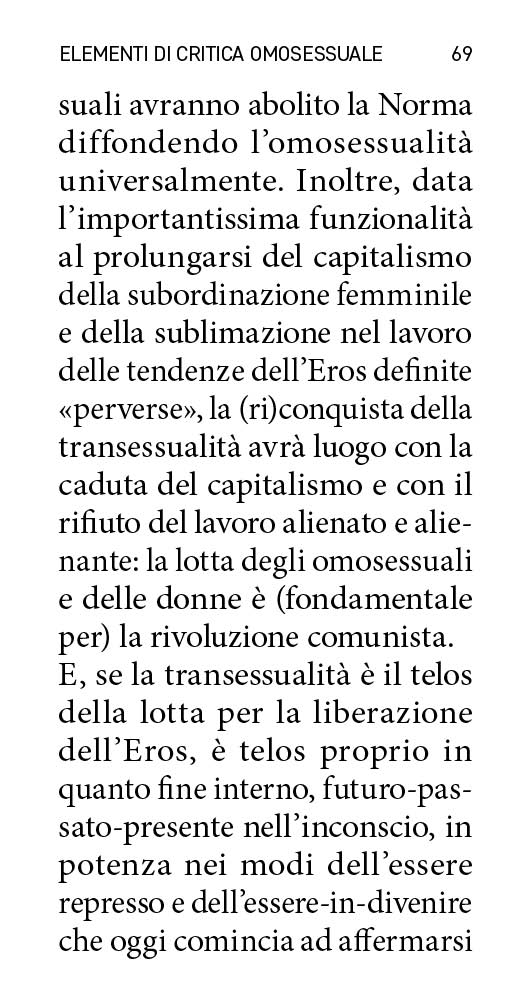 ELEMENTI DI CRITICA OMOSESSUALE 69
suali avranno abolito la Norma
diffondendo l’omosessualità
universalmente. Inoltre, data
l’importantissima funzionalità
al prolungarsi del capitalismo
della subordinazione femminile
e della sublimazione nel lavoro
delle tendenze dell’Eros definite
«perverse», la (ri)conquista della
transessualità avrà luogo con la
caduta del capitalismo e con il
rifiuto del lavoro alienato e alie-
nante: la lotta degli omosessuali
e delle donne è (fondamentale
per) la rivoluzione comunista.
E, se la transessualità è il telos
della lotta per la liberazione
dell’Eros, è telos proprio in
quanto fine interno, futuro-pas-
sato-presente nell’inconscio, in
potenza nei modi dell’essere
represso e dell’essere-in-divenire
che oggi comincia ad affermarsi